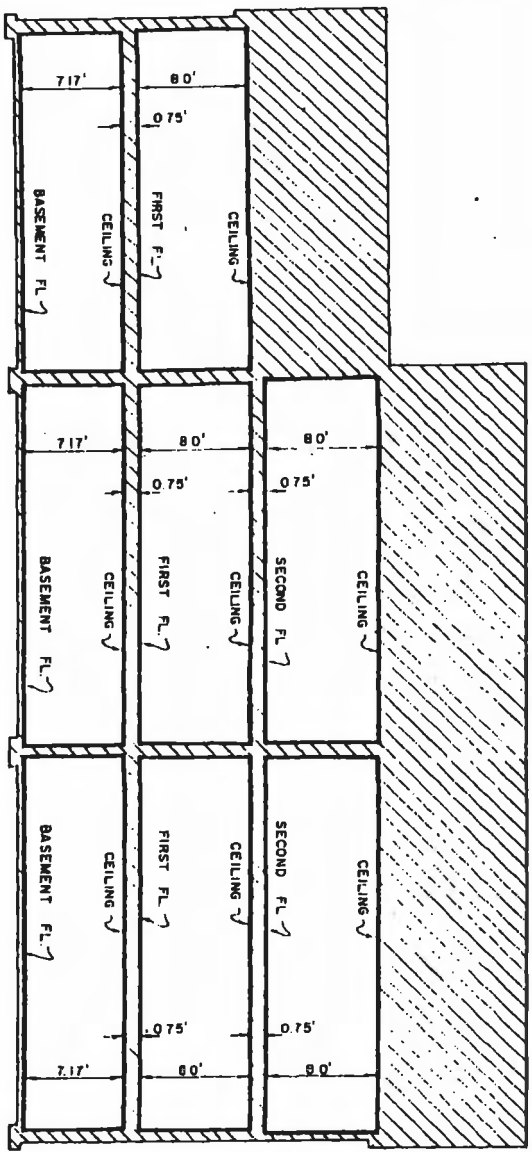 7.17'
8.0'
0.75'
BASEMENT FL.
CEILING
FIRST FL.
CEILING
7.17'
8.0'
8.0'
0.75'
0.75'
BASEMENT FL.
CEILING
FIRST FL.
CEILING
SECOND FL
CEILING
BASEMENT FL.
CEILING
FIRST FL.
CEILING
SECOND FL
CEILING
0.75'
0.75'
7.17'
8.0'
8.0'